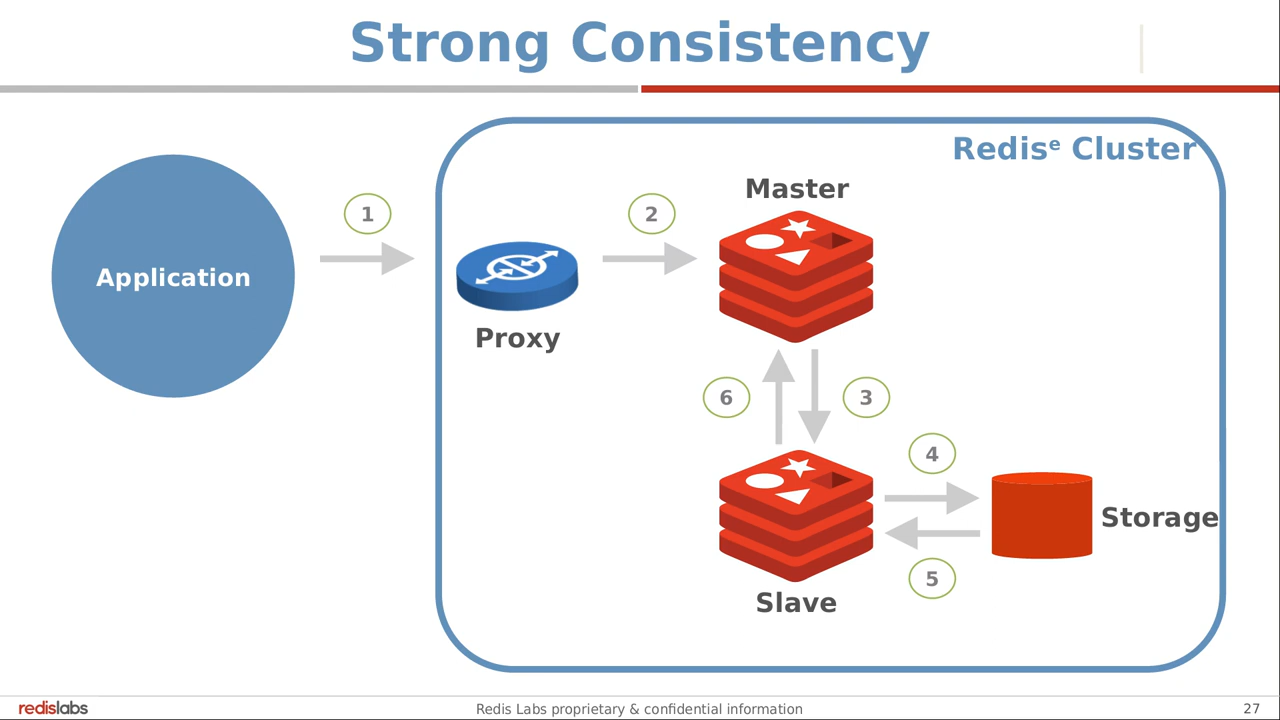 Strong Consistency
Redisᵉ Cluster
Master
1
2
Application
Proxy
6
3
4
Storage
5
Slave
redislabs
Redis Labs proprietary & confidential information
27